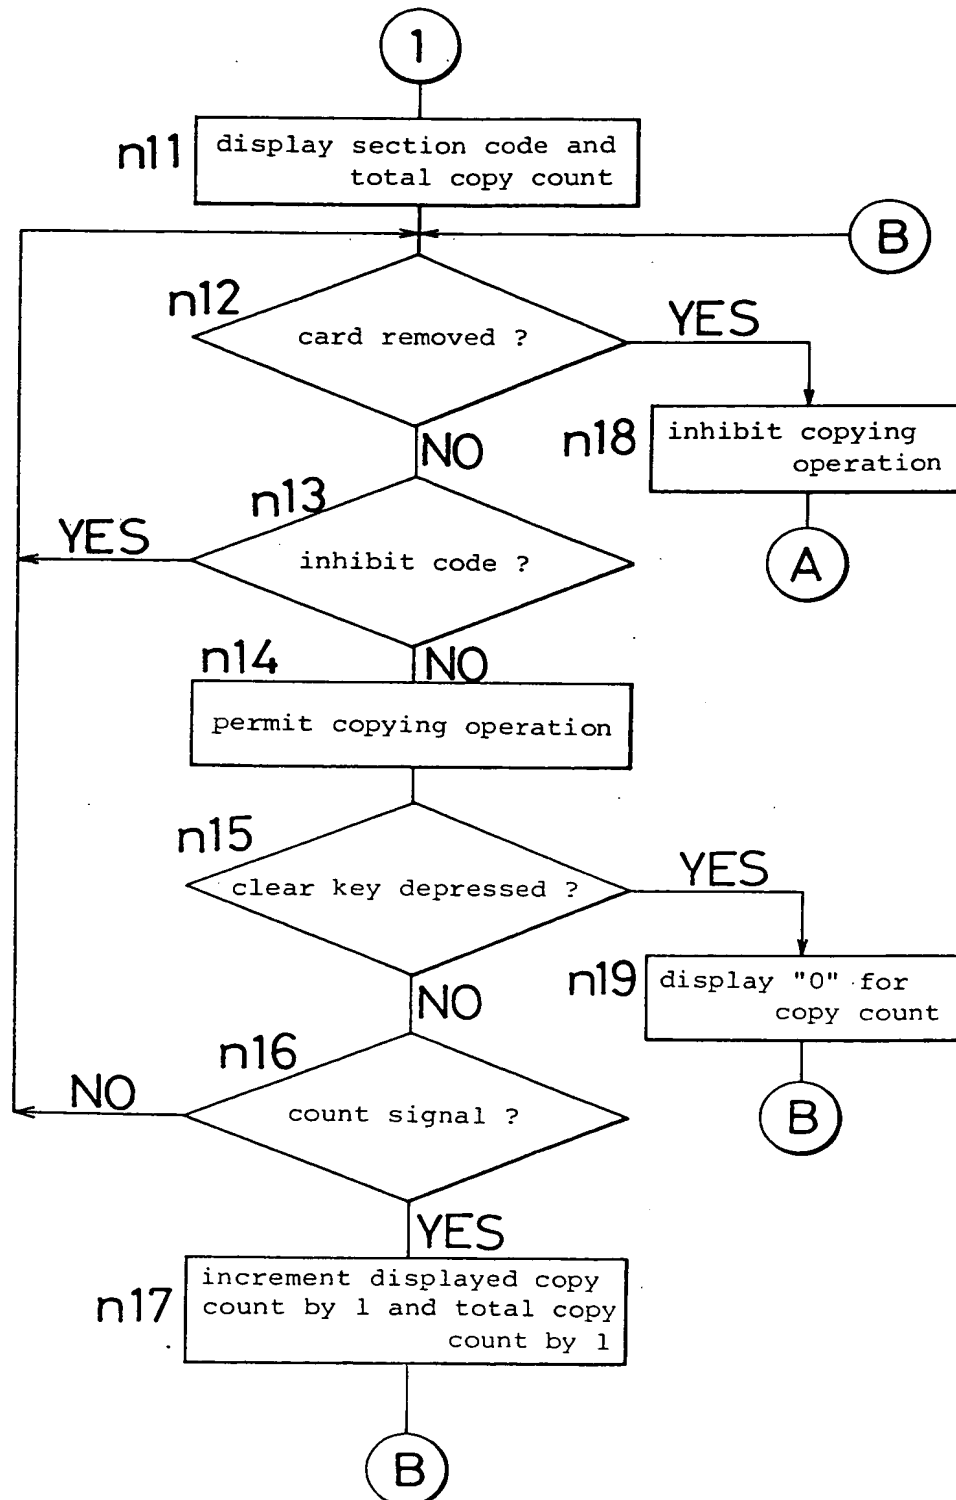 1
n11
display section code and
total copy count
B
n12
card removed ?
YES
n18
inhibit copying
operation
NO
A
n13
YES
inhibit code ?
NO
n14
permit copying operation
n15
clear key depressed ?
YES
n19
display "0" for
copy count
NO
B
n16
NO
count signal ?
YES
n17
increment displayed copy
count by 1 and total copy
count by 1
B